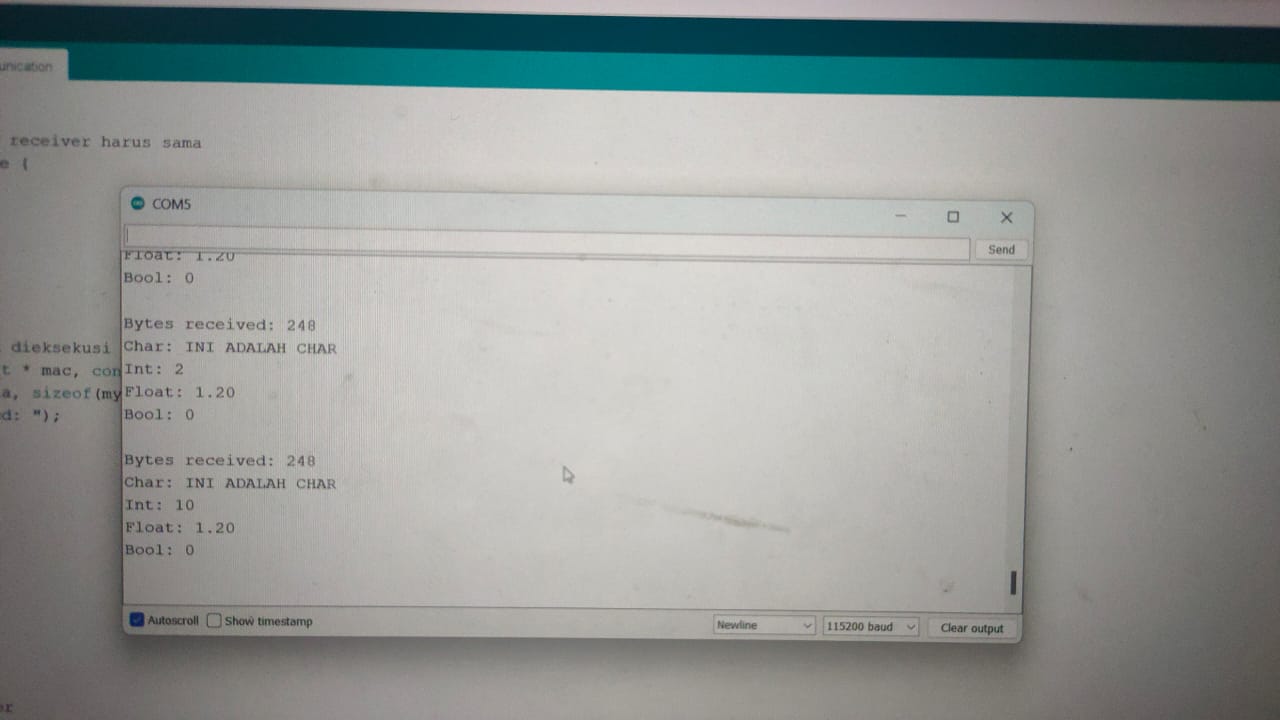 unication
receiver harus sama
e {
COM5
Send
Float: 1.20
Bool: 0
Bytes received: 248
Char: INI ADALAH CHAR
Int: 2
Float: 1.20
Bool: 0
Bytes received: 248
Char: INI ADALAH CHAR
Int: 10
Float: 1.20
Bool: 0
dieksekusi
t * mac, con
a, sizeof(my
d: ");
Autoscroll
Show timestamp
Newline
115200 baud
Clear output
er